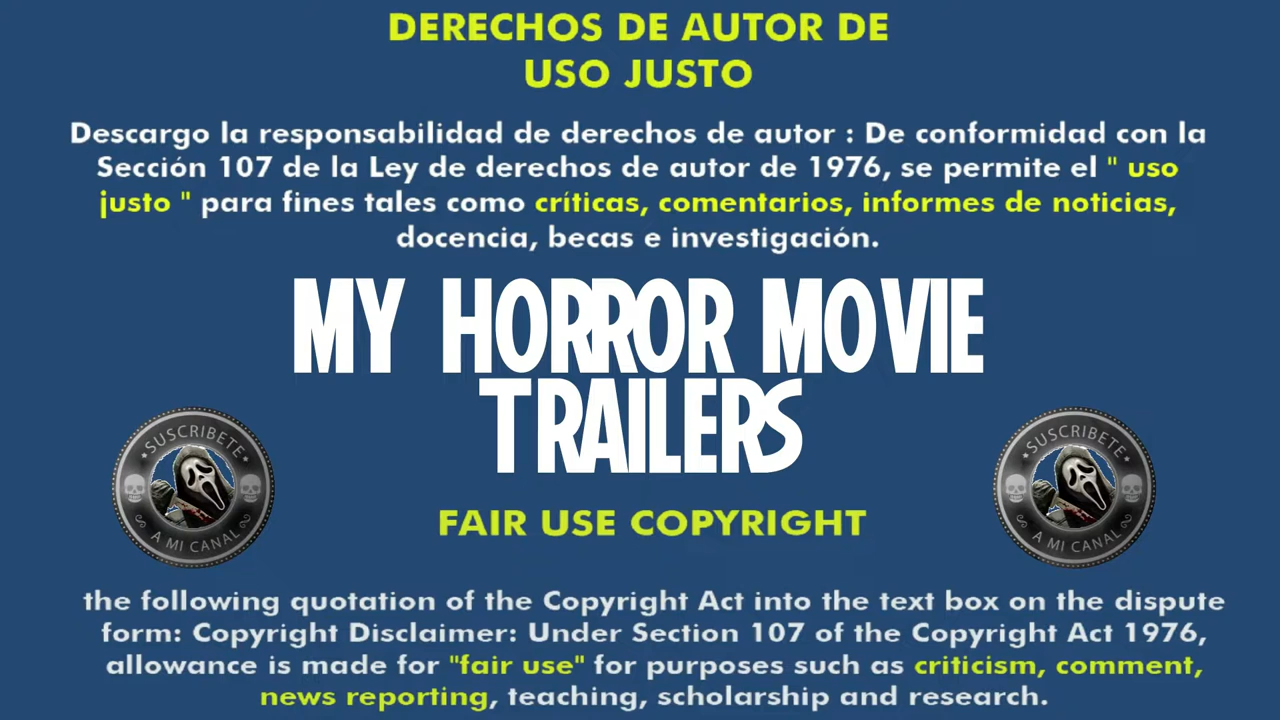 DERECHOS DE AUTOR DE
USO JUSTO
Descargo la responsabilidad de derechos de autor : De conformidad con la
Sección 107 de la Ley de derechos de autor de 1976, se permite el " uso
justo " para fines tales como críticas, comentarios, informes de noticias,
docencia, becas e investigación.
MY HORROR MOVIE
TRAILERS
SUSCRIBETE
A MI CANAL
SUSCRIBETE
A MI CANAL
FAIR USE COPYRIGHT
the following quotation of the Copyright Act into the text box on the dispute
form: Copyright Disclaimer: Under Section 107 of the Copyright Act 1976,
allowance is made for "fair use" for purposes such as criticism, comment,
news reporting, teaching, scholarship and research.